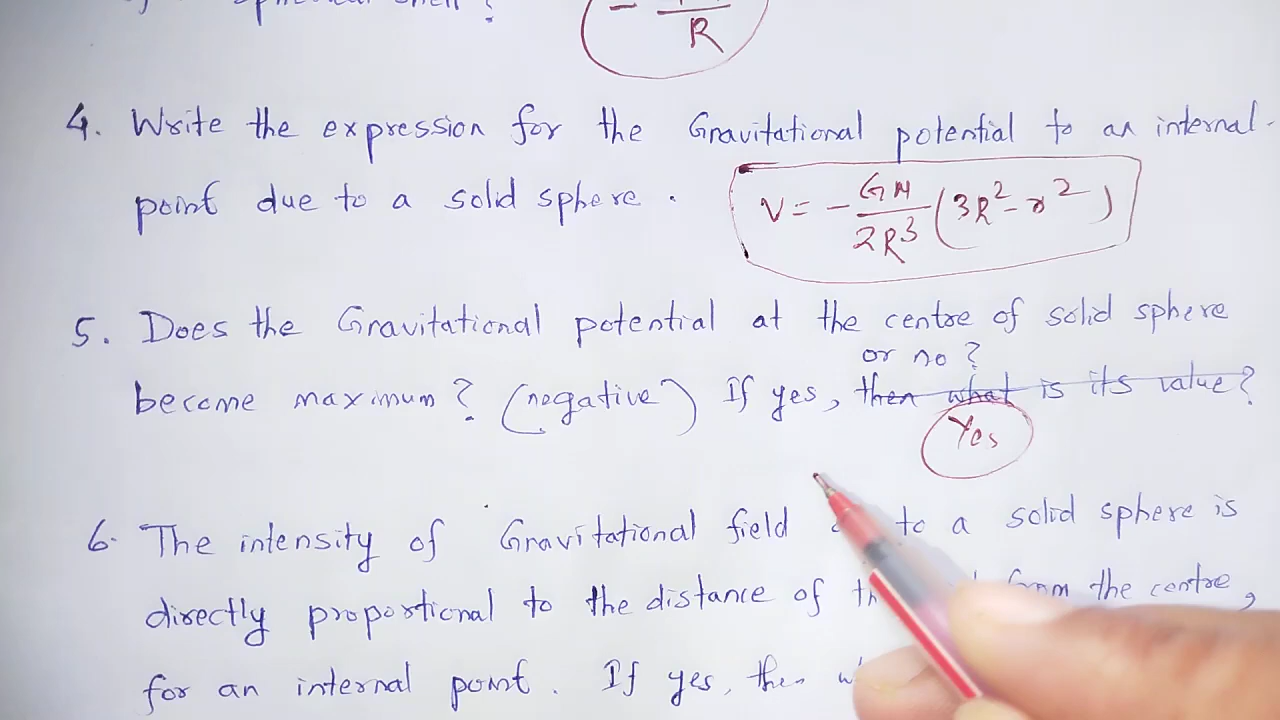 shell?
R
4. Write the expression for the Gravitational potential to an internal
point due to a solid sphere.
V = - GM / 2R³ (3R² - r²)
5. Does the Gravitational potential at the centre of solid sphere
or no?
become maximum? (negative) If yes, then what is its value?
Yes
6. The intensity of Gravitational field to a solid sphere is
directly proportional to the distance of from the centre,
for an internal point. If yes, then